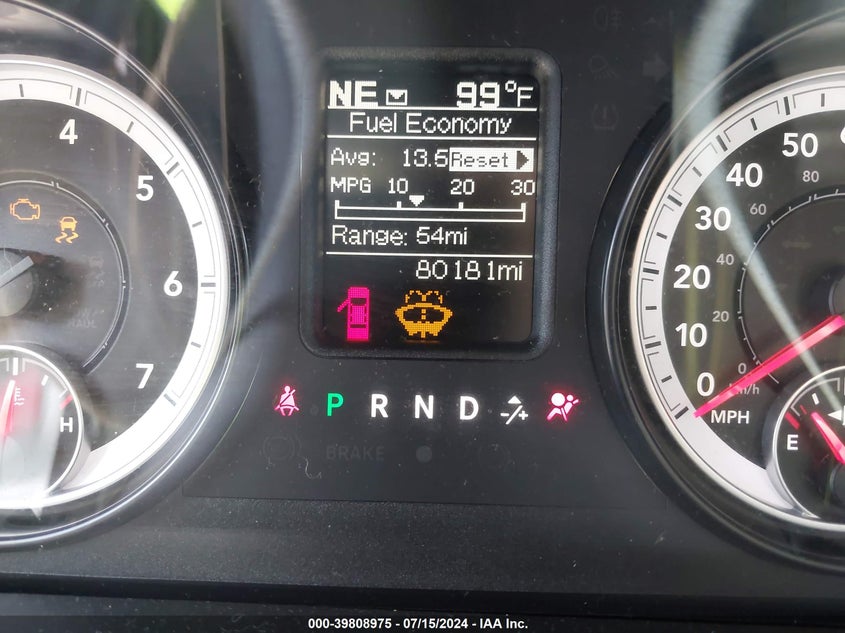 NE 99°F
Fuel Economy
Avg: 13.6 Reset
MPG 10 20 30
Range: 54mi
80181mi
4
5
6
7
H
P R N D -/+
BRAKE
50
40
30
20
10
0
MPH
80
60
40
20
0
km/h
E
000-39808975 - 07/15/2024 - IAA Inc.